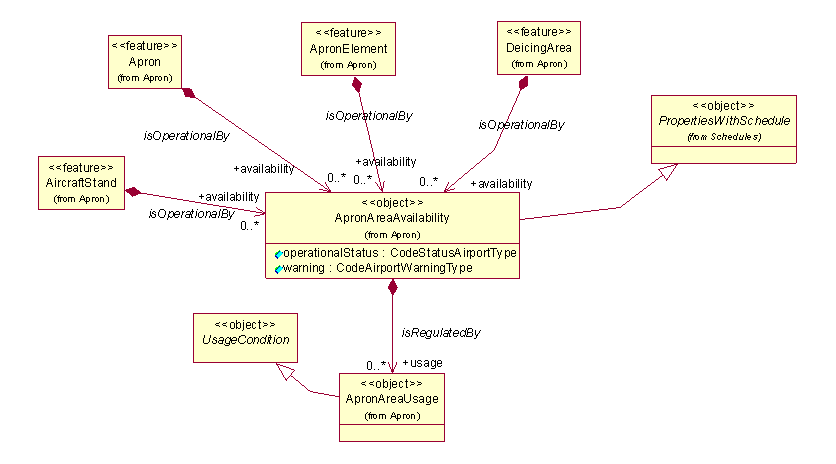 <<feature>>
Apron
(from Apron)
<<feature>>
ApronElement
(from Apron)
<<feature>>
DeicingArea
(from Apron)
<<object>>
PropertiesWithSchedule
(from Schedules)
isOperationalBy
isOperationalBy
isOperationalBy
+availability
+availability
+availability
0..*
0..*
0..*
<<feature>>
AircraftStand
(from Apron)
+availability
isOperationalBy
0..*
<<object>>
ApronAreaAvailability
(from Apron)
operationalStatus : CodeStatusAirportType
warning : CodeAirportWarningType
isRegulatedBy
0..*
+usage
<<object>>
UsageCondition
<<object>>
ApronAreaUsage
(from Apron)